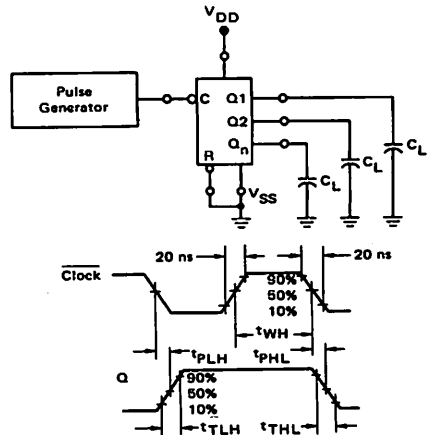 VDD
Pulse
Generator
C
Q1
Q2
Qn
R
VSS
CL
CL
CL
20 ns
20 ns
Clock
90%
50%
10%
tWH
tPLH
tPHL
Q
90%
50%
10%
tTLH
tTHL